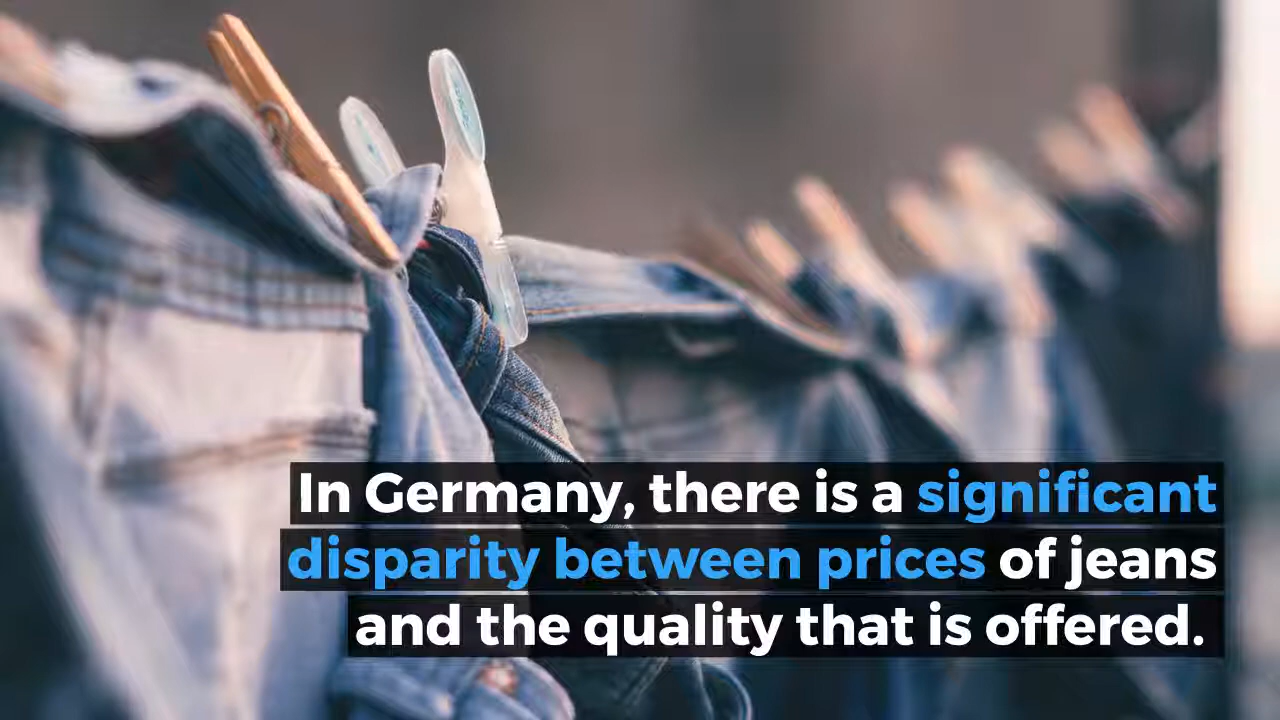 In Germany, there is a significant
disparity between prices of jeans
and the quality that is offered.